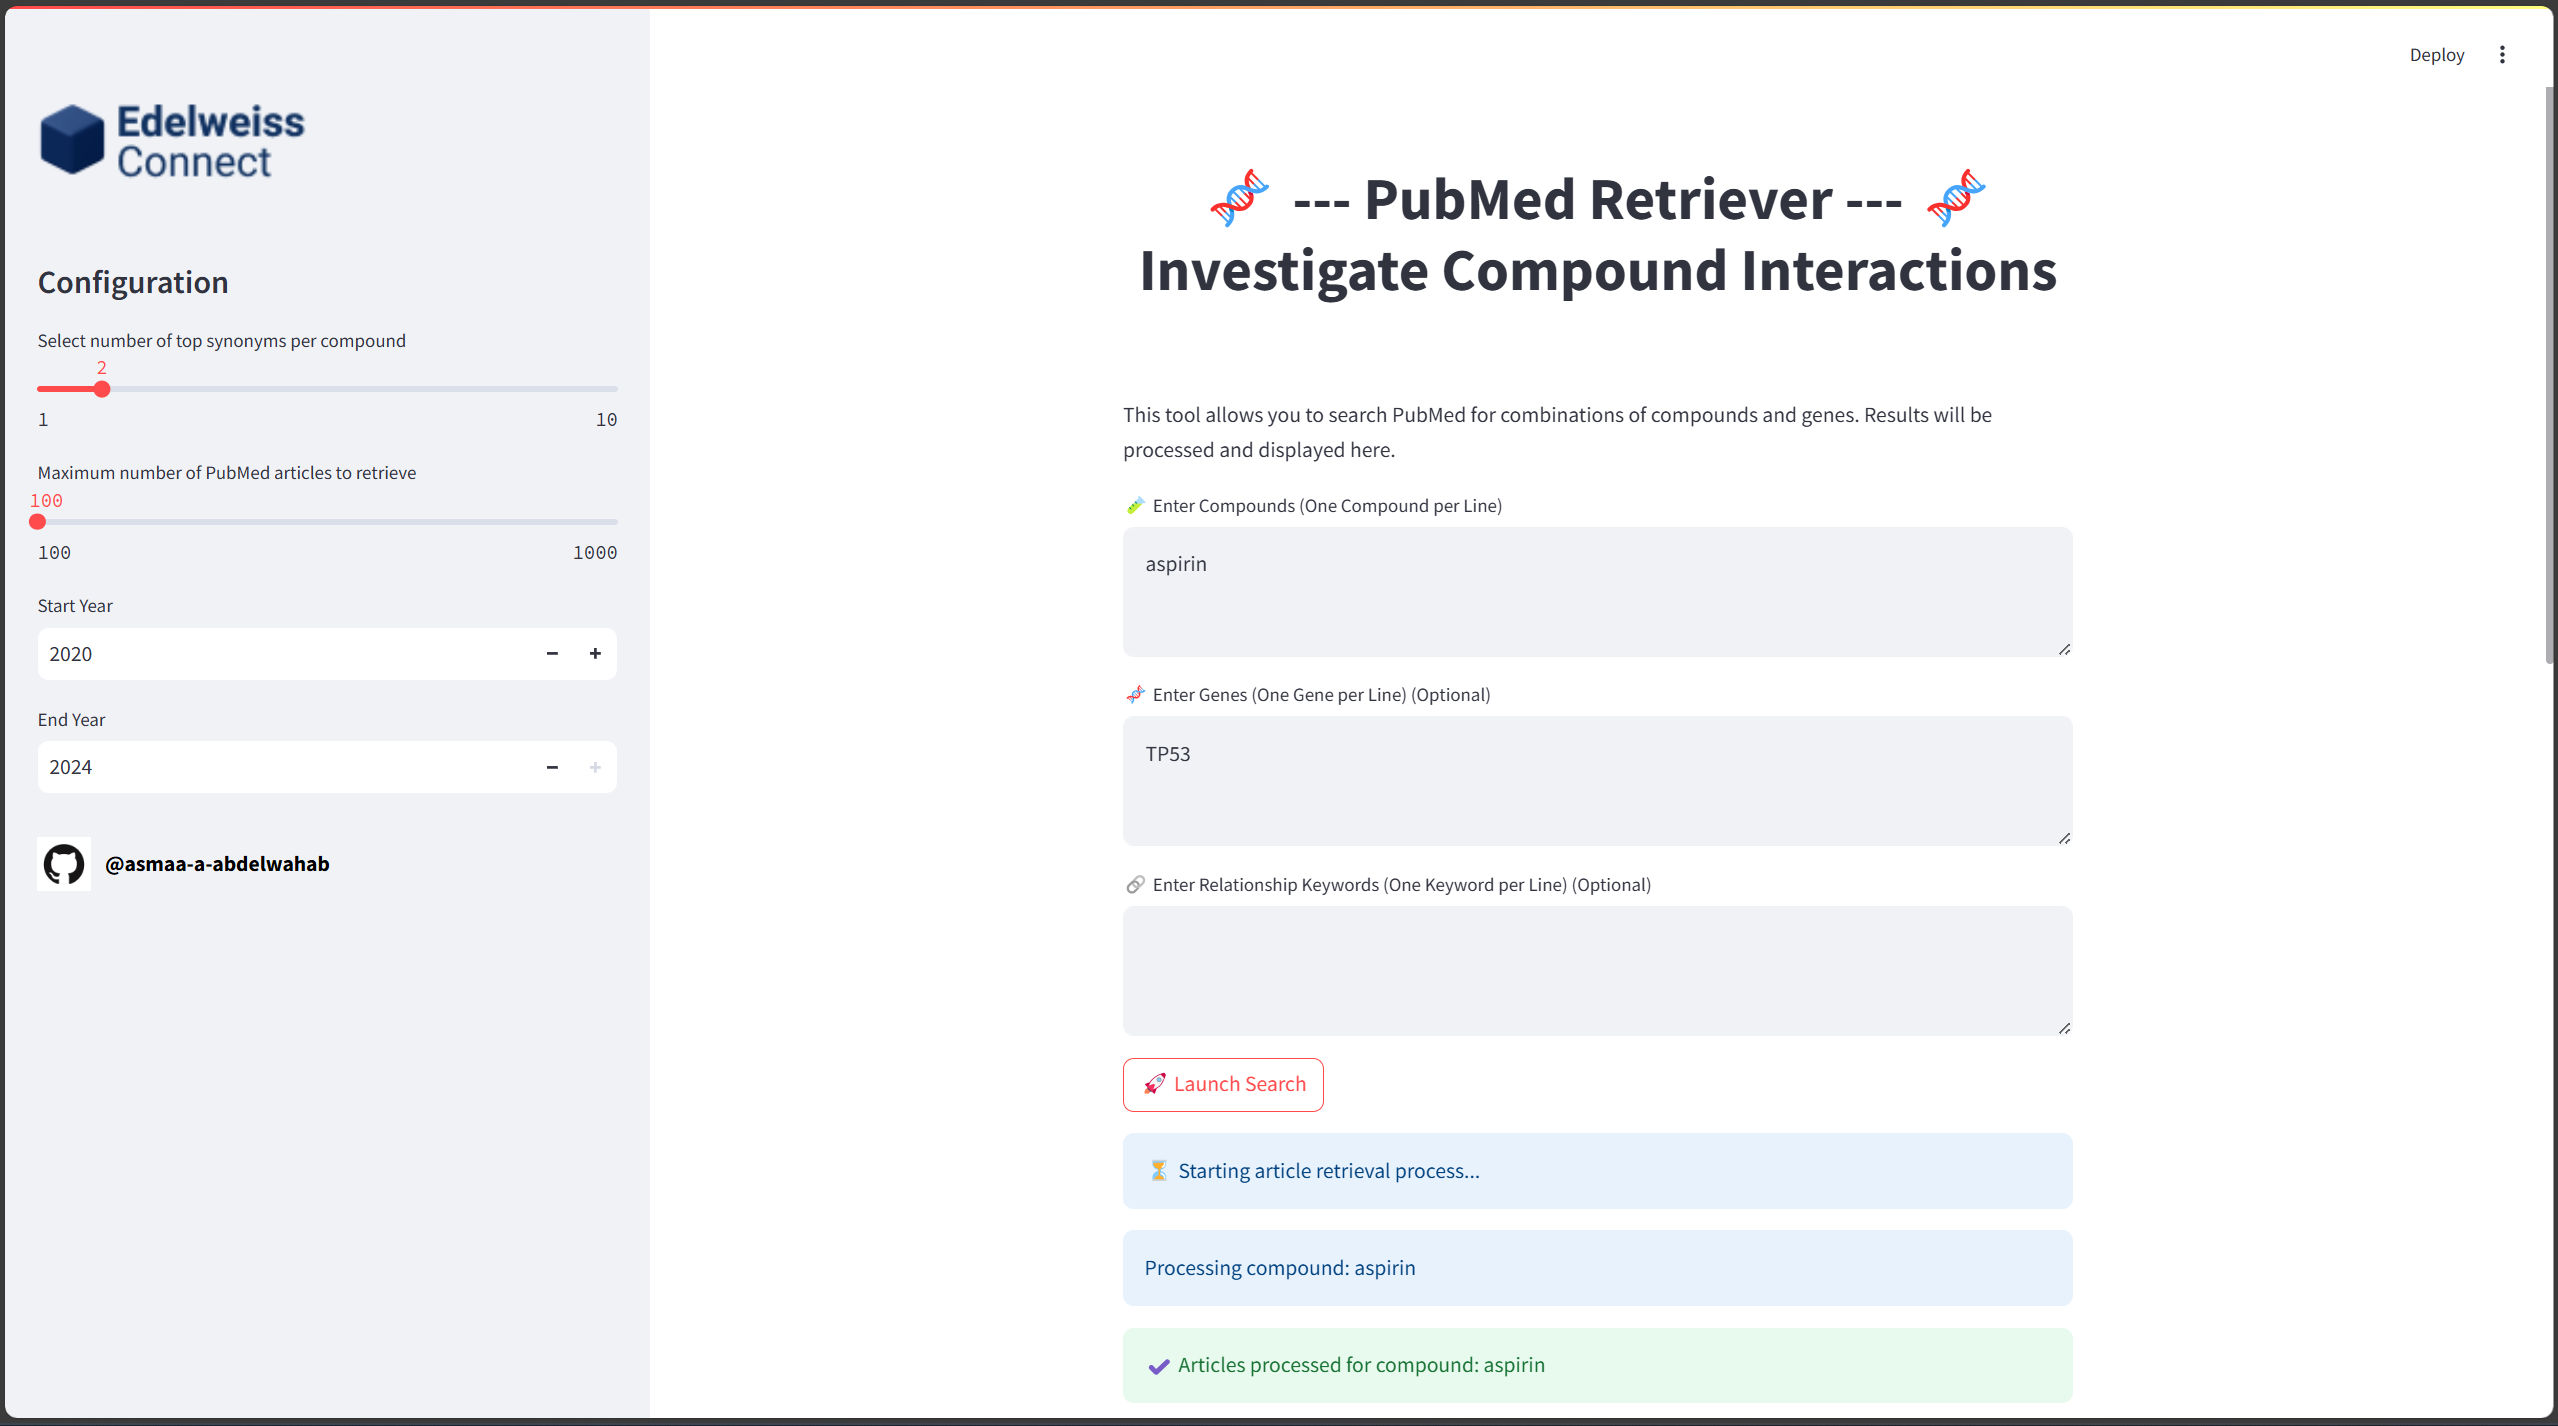 Edelweiss
Connect
Configuration
Select number of top synonyms per compound
2
1
10
Maximum number of PubMed articles to retrieve
100
100
1000
Start Year
2020
End Year
2024
@asmaa-a-abdelwahab
Deploy
--- PubMed Retriever ---
Investigate Compound Interactions
This tool allows you to search PubMed for combinations of compounds and genes. Results will be
processed and displayed here.
Enter Compounds (One Compound per Line)
aspirin
Enter Genes (One Gene per Line) (Optional)
TP53
Enter Relationship Keywords (One Keyword per Line) (Optional)
Launch Search
Starting article retrieval process...
Processing compound: aspirin
Articles processed for compound: aspirin